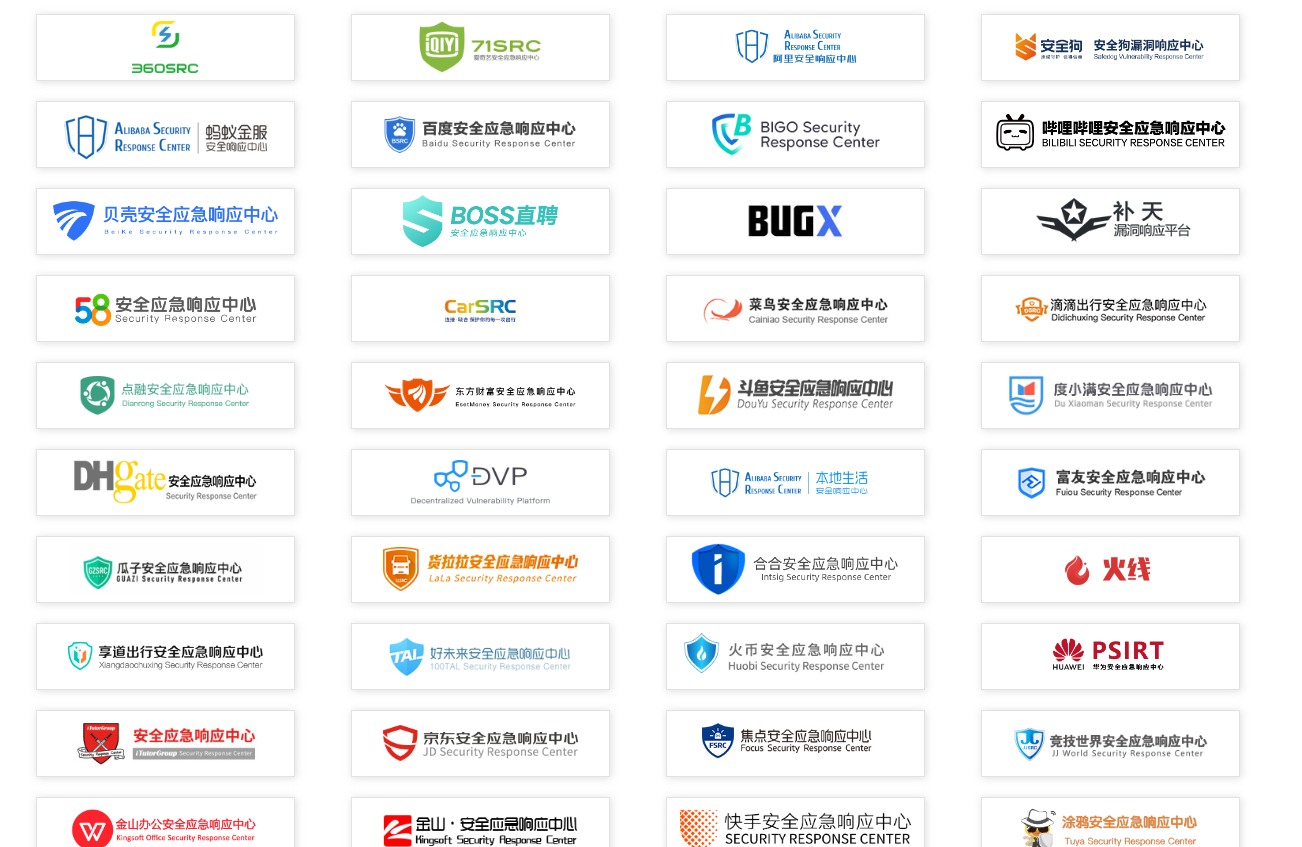 360SRC
iQIYI
71SRC
爱奇艺安全应急响应中心
ALIBABA SECURITY
RESPONSE CENTER
阿里安全响应中心
安全狗
安全狗漏洞响应中心
Safedog Vulnerability Response Center
ALIBABA SECURITY
RESPONSE CENTER
蚂蚁金服
安全响应中心
BSRC
百度安全应急响应中心
Baidu Security Response Center
B
BIGO Security
Response Center
哔哩哔哩安全应急响应中心
BILIBILI SECURITY RESPONSE CENTER
贝壳安全应急响应中心
BeiKe Security Response Center
BOSS直聘
安全应急响应中心
BUGX
补天
漏洞响应平台
58 安全应急响应中心
Security Response Center
CarSRC
菜鸟安全应急响应中心
Cainiao Security Response Center
DSRC
滴滴出行安全应急响应中心
Didichuxing Security Response Center
点融安全应急响应中心
Dianrong Security Response Center
东方财富安全应急响应中心
EastMoney Security Response Center
斗鱼安全应急响应中心
DouYu Security Response Center
度小满安全应急响应中心
Du Xiaoman Security Response Center
DHgate 安全应急响应中心
Security Response Center
DVP
Decentralized Vulnerability Platform
ALIBABA SECURITY
RESPONSE CENTER
本地生活
安全响应中心
富友安全应急响应中心
Fuiou Security Response Center
GZSRC
瓜子安全应急响应中心
GUAZI Security Response Center
LLSRC
货拉拉安全应急响应中心
LaLa Security Response Center
合合安全应急响应中心
Intsig Security Response Center
火线
享道出行安全应急响应中心
Xiangdaochuxing Security Response Center
TAL
好未来安全应急响应中心
100TAL Security Response Center
火币安全应急响应中心
Huobi Security Response Center
HUAWEI
PSIRT
华为安全应急响应中心
iTutorGroup
Security Response Center
安全应急响应中心
iTutorGroup Security Response Center
京东安全应急响应中心
JD Security Response Center
FSRC
焦点安全应急响应中心
Focus Security Response Center
JJSRC
竞技世界安全应急响应中心
JJ World Security Response Center
金山办公安全应急响应中心
Kingsoft Office Security Response Center
金山·安全应急响应中心
Kingsoft Security Response Center
快手安全应急响应中心
SECURITY RESPONSE CENTER
涂鸦安全应急响应中心
Tuya Security Response Center